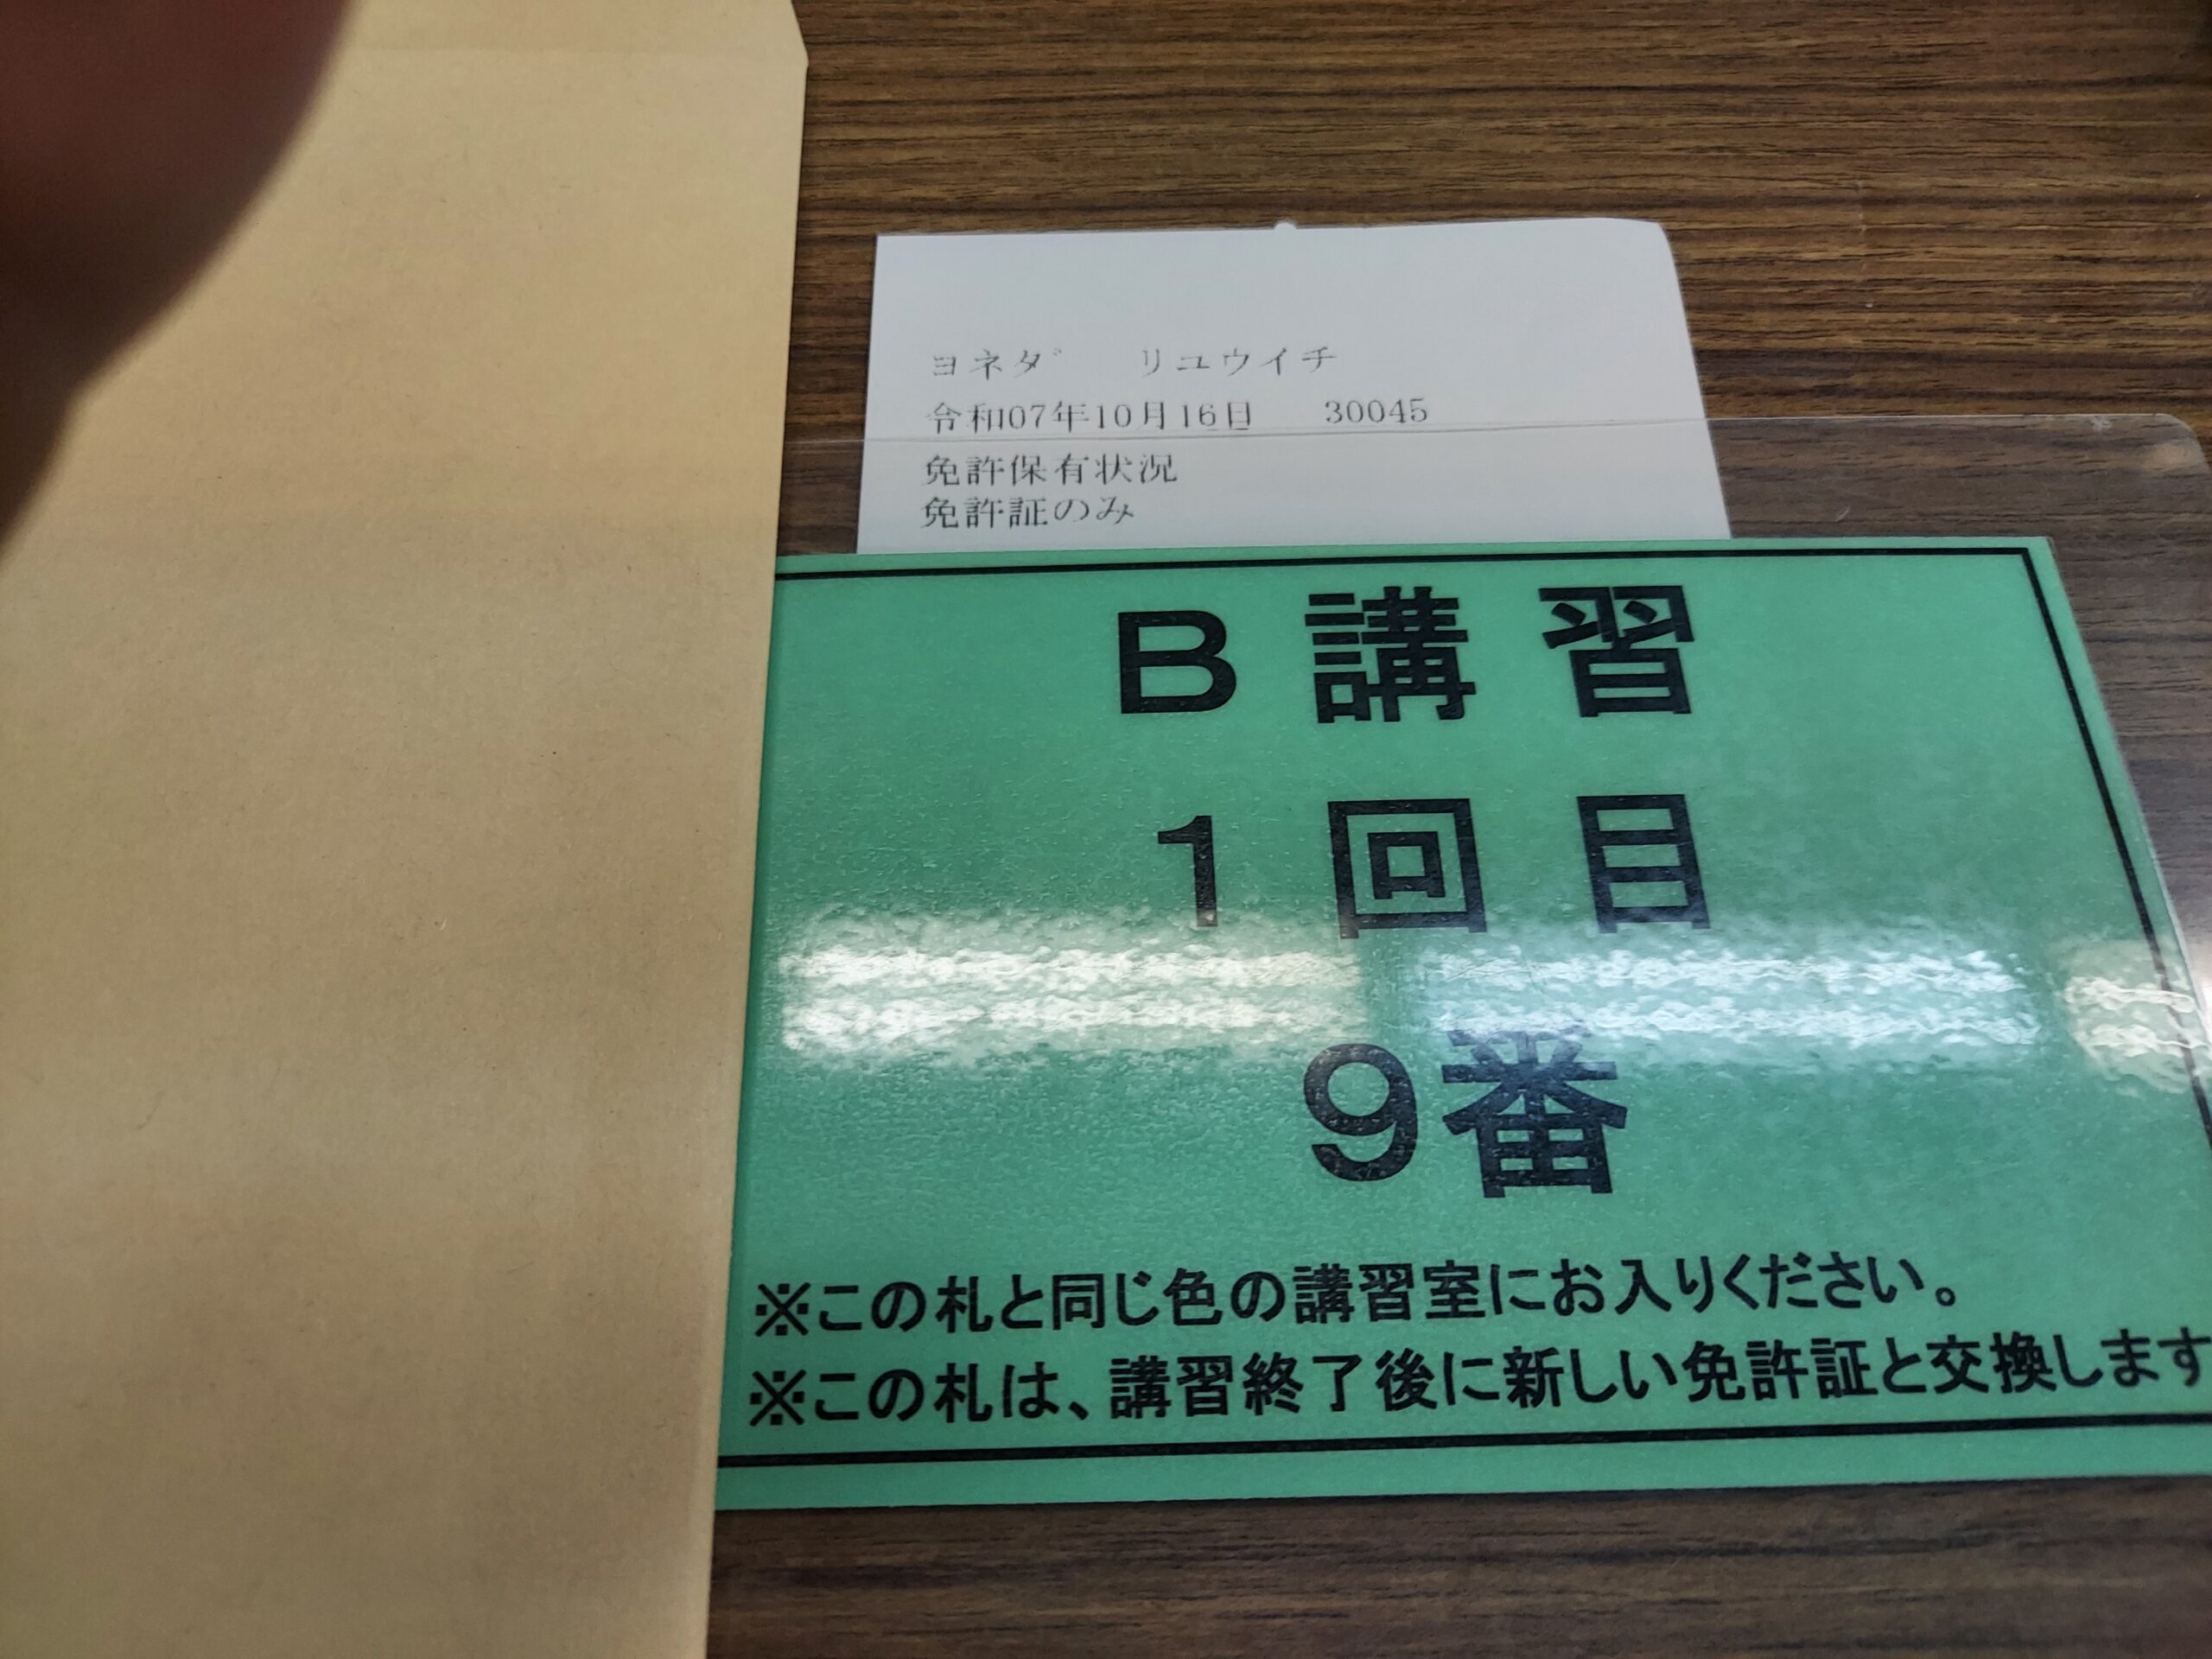 ヨネダ　リユウイチ
令和07年10月16日　30045
免許保有状況
免許証のみ
B 講 習
1 回 目
9番
※この札と同じ色の講習室にお入りください。
※この札は、講習終了後に新しい免許証と交換します